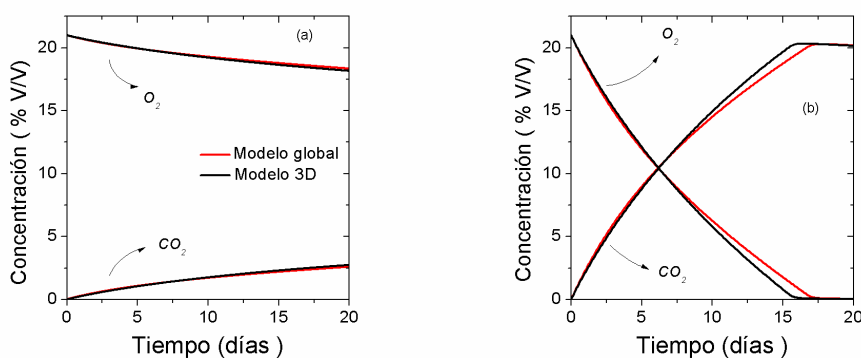 (a)
20
15
10
5
0
Concentración ( % V/V)
O2
Modelo global
Modelo 3D
CO2
0 5 10 15 20
Tiempo (días )
(b)
20
15
10
5
0
Concentración ( % V/V)
O2
CO2
0 5 10 15 20
Tiempo (días )